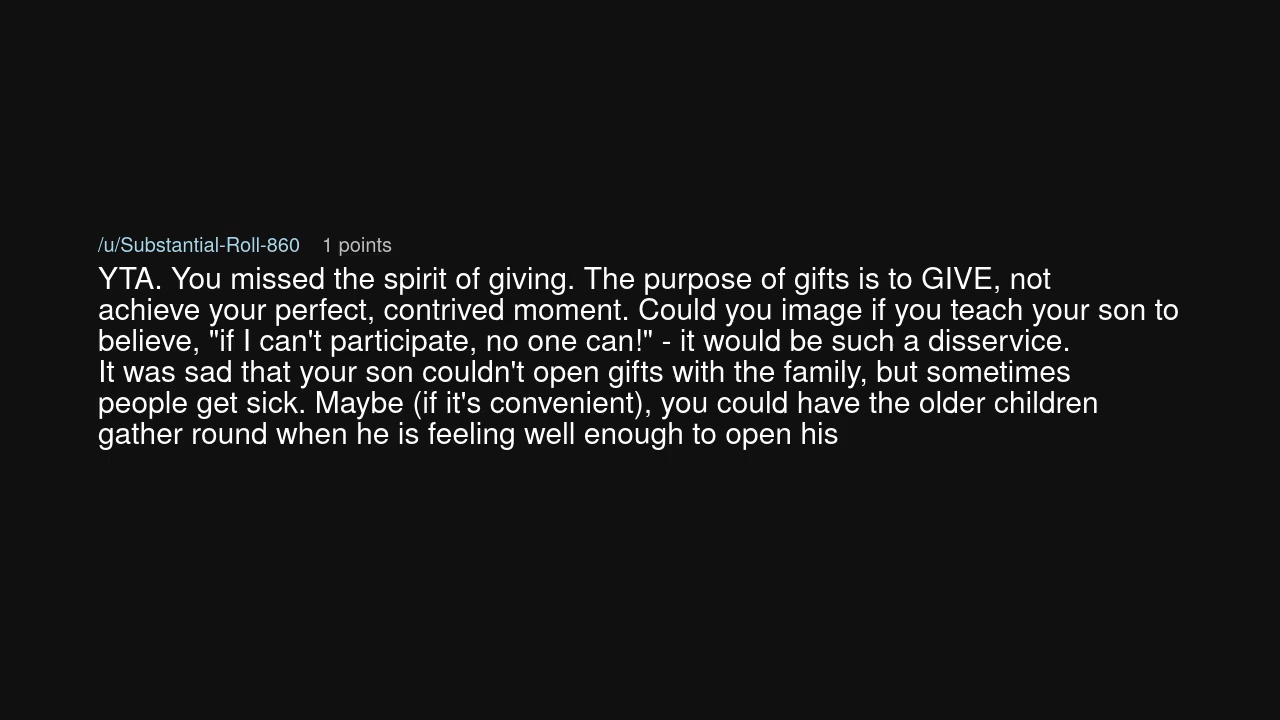 /u/Substantial-Roll-860 1 points
YTA. You missed the spirit of giving. The purpose of gifts is to GIVE, not
achieve your perfect, contrived moment. Could you image if you teach your son to
believe, "if I can't participate, no one can!" - it would be such a disservice.
It was sad that your son couldn't open gifts with the family, but sometimes
people get sick. Maybe (if it's convenient), you could have the older children
gather round when he is feeling well enough to open his